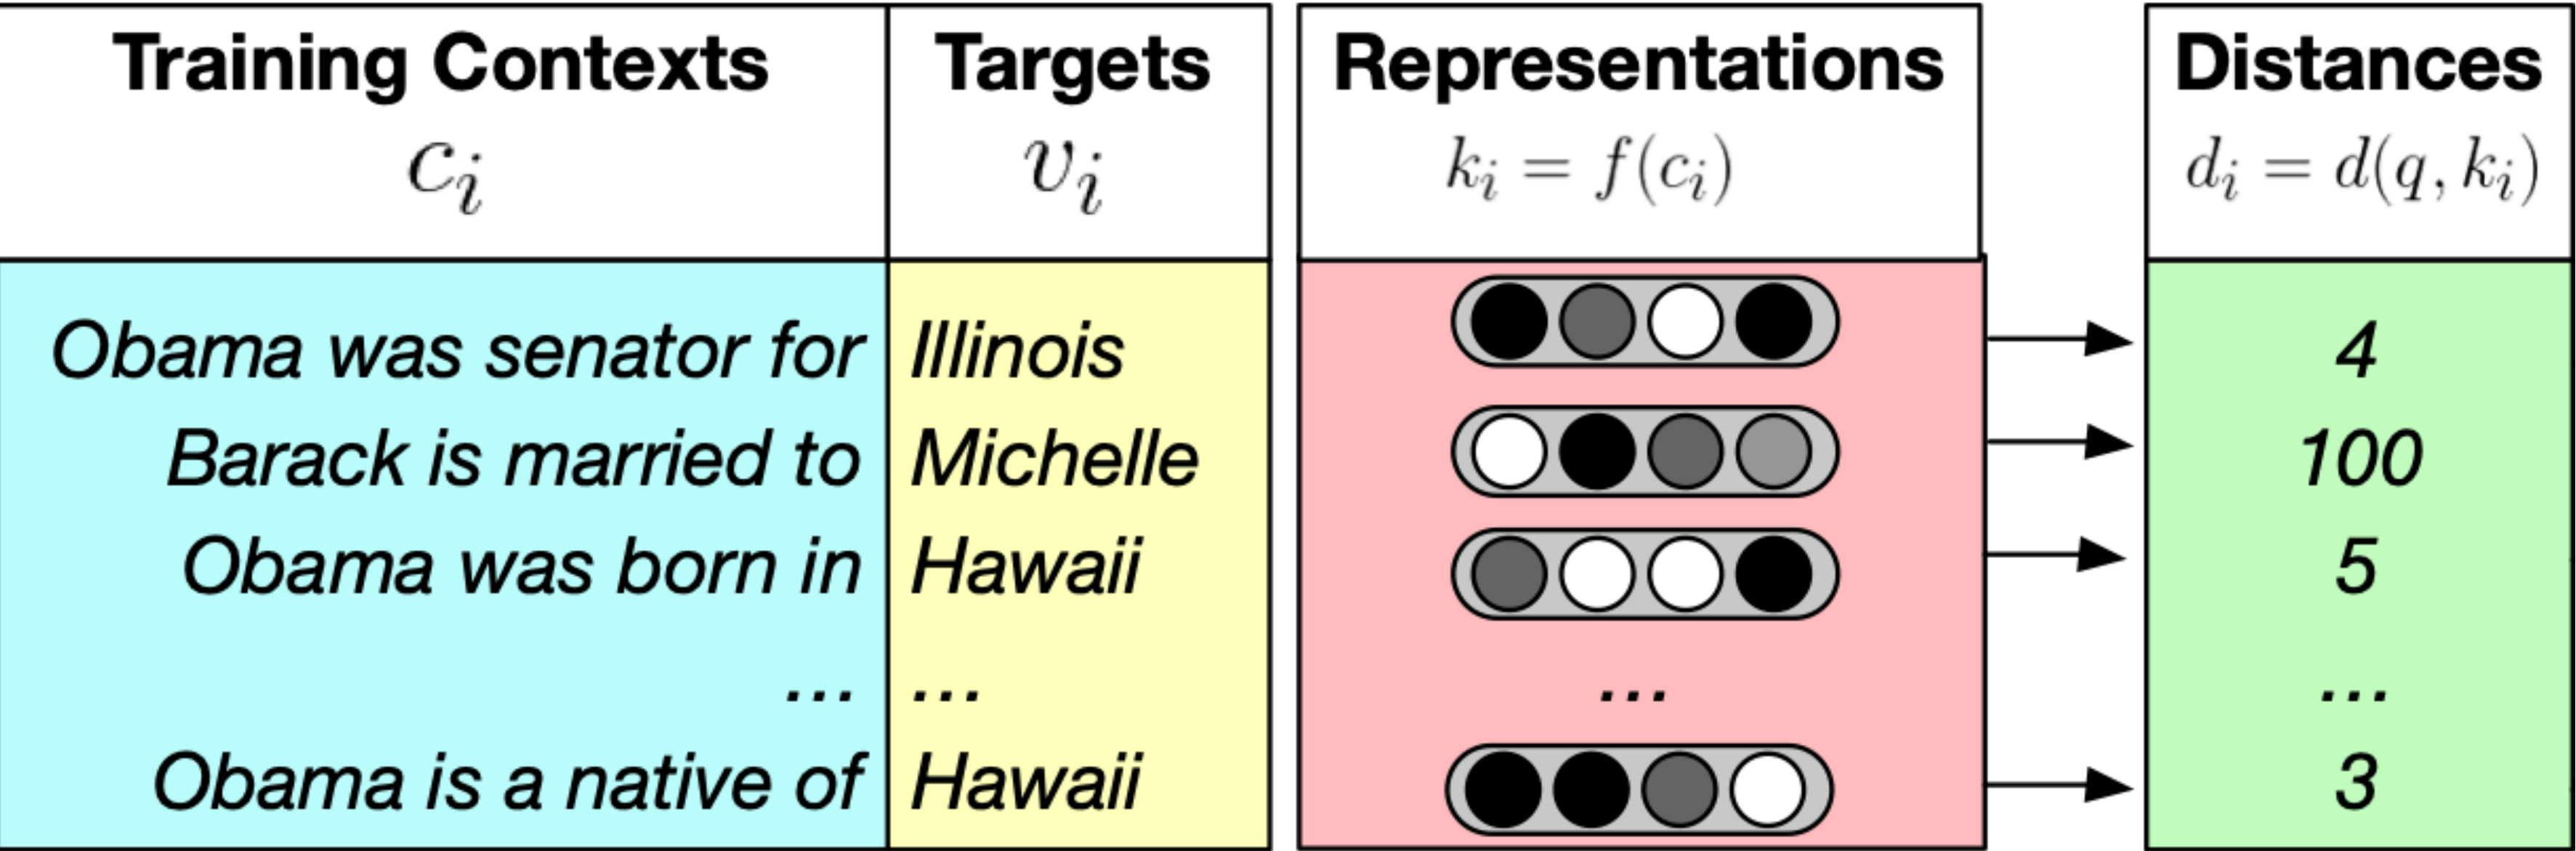 Training Contexts Targets Representations Distances
c_i v_i k_i = f(c_i) d_i = d(q, k_i)
Obama was senator for Illinois 4
Barack is married to Michelle 100
Obama was born in Hawaii 5
... ... ... ...
Obama is a native of Hawaii 3